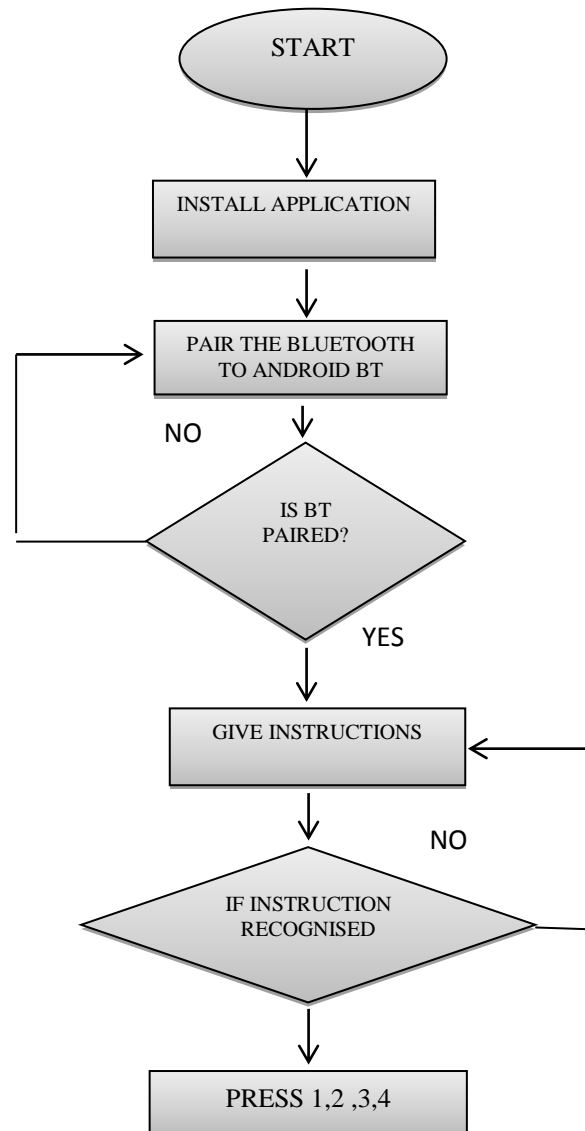 START
INSTALL APPLICATION
PAIR THE BLUETOOTH
TO ANDROID BT
NO
IS BT
PAIRED?
YES
GIVE INSTRUCTIONS
NO
IF INSTRUCTION
RECOGNISED
PRESS 1,2 ,3,4